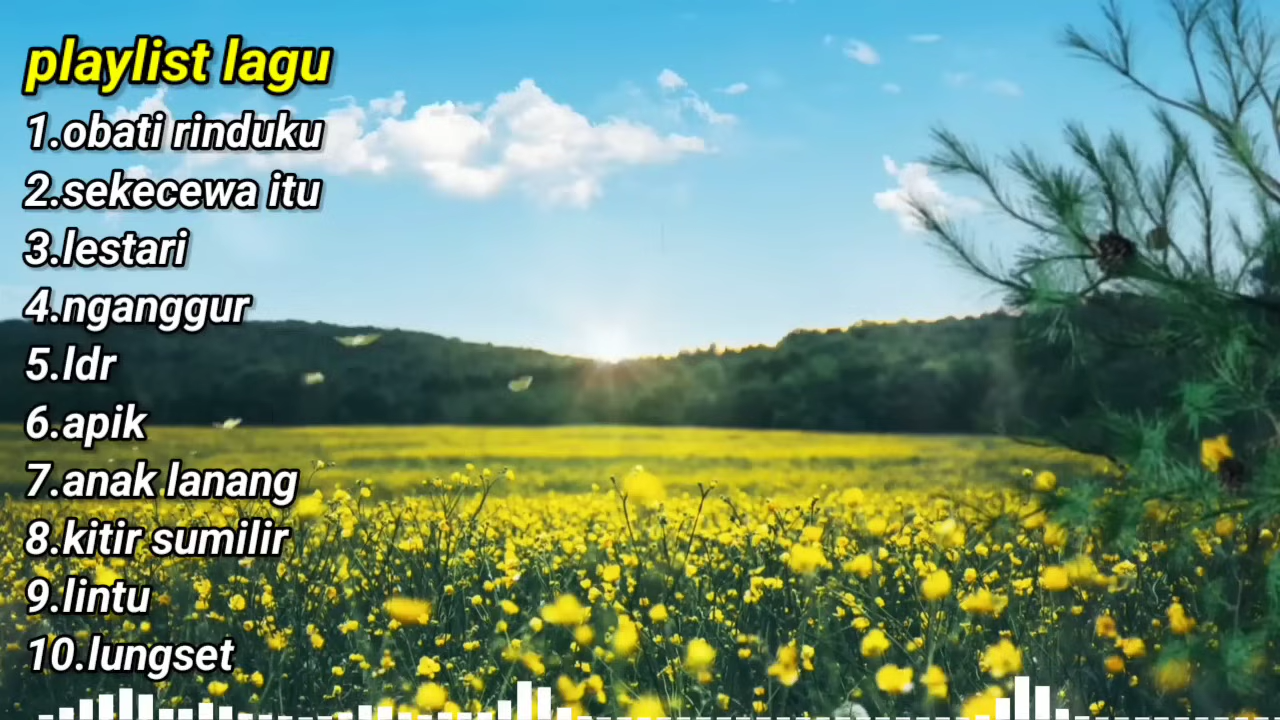 playlist lagu
1.obati rinduku
2.sekecewa itu
3.lestari
4.nganggur
5.ldr
6.apik
7.anak lanang
8.kitir sumilir
9.lintu
10.lungset